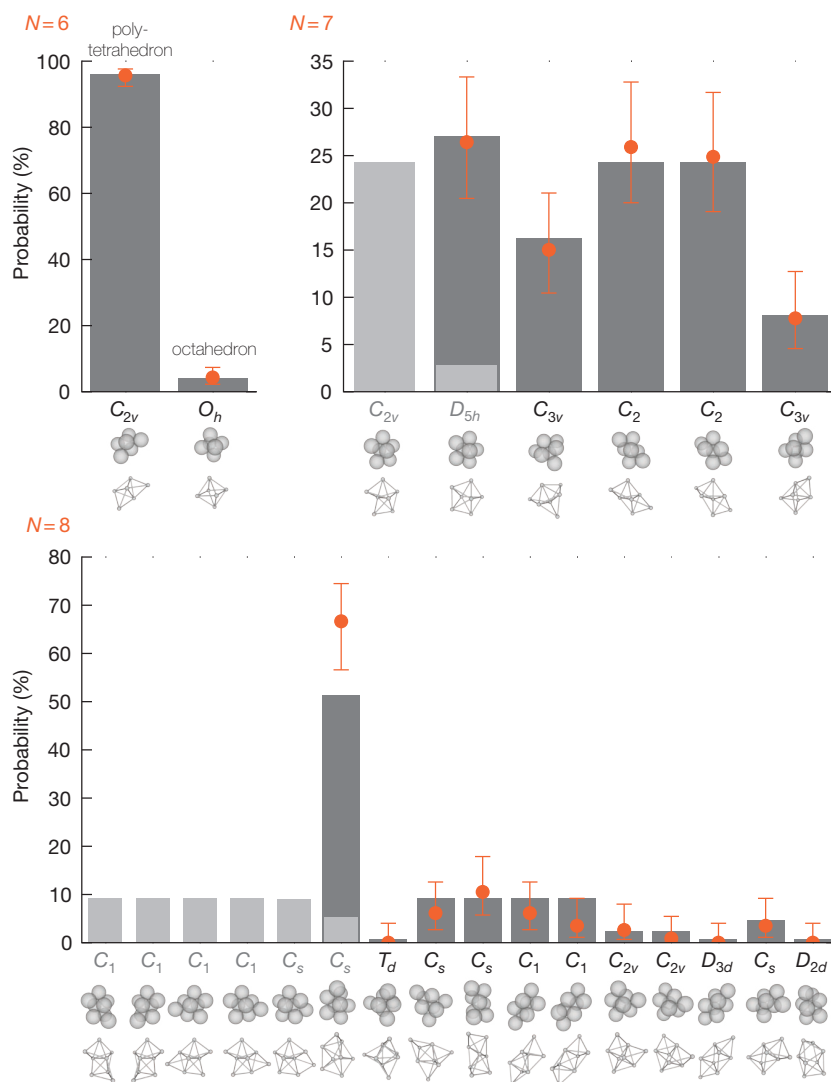 N=6
poly-
tetrahedron
octahedron
Probability (%)
100
80
60
40
20
0
C2v Oh
N=7
35
30
25
20
15
10
5
0
C2v D5h C3v C2 C2 C3v
N=8
Probability (%)
80
70
60
50
40
30
20
10
0
C1 C1 C1 C1 Cs Cs Td Cs Cs C1 C1 C2v C2v D3d Cs D2d